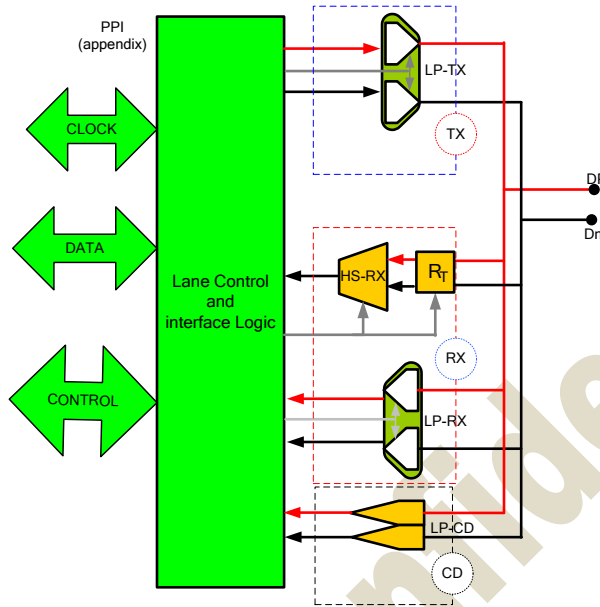 PPI
(appendix)
LP-TX
CLOCK
TX
Dn
DATA
HS-RX
RT
Lane Control
and
interface Logic
RX
CONTROL
LP-RX
LP-CD
CD